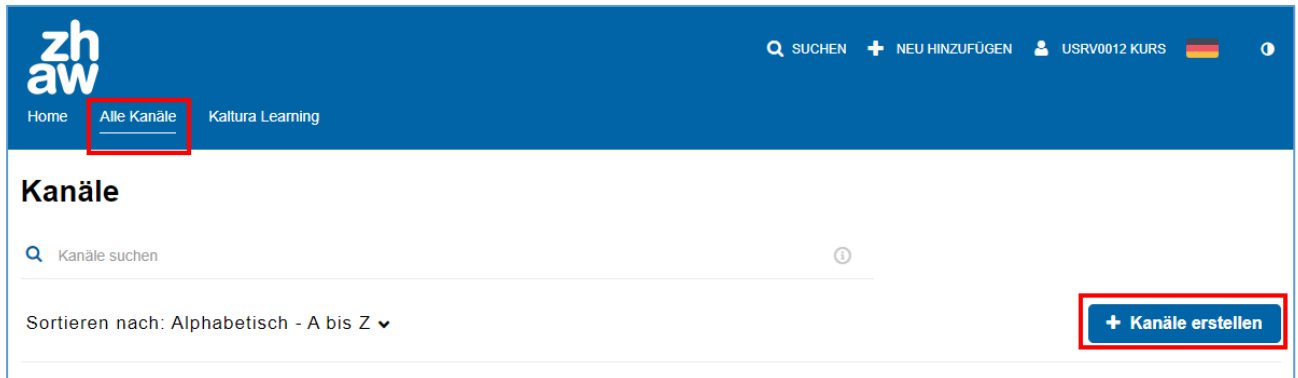 zh
aw
SUCHEN NEU HINZUFÜGEN USRV0012 KURS
Home Alle Kanäle Kaltura Learning
Kanäle
Kanäle suchen
Sortieren nach: Alphabetisch - A bis Z
+ Kanäle erstellen